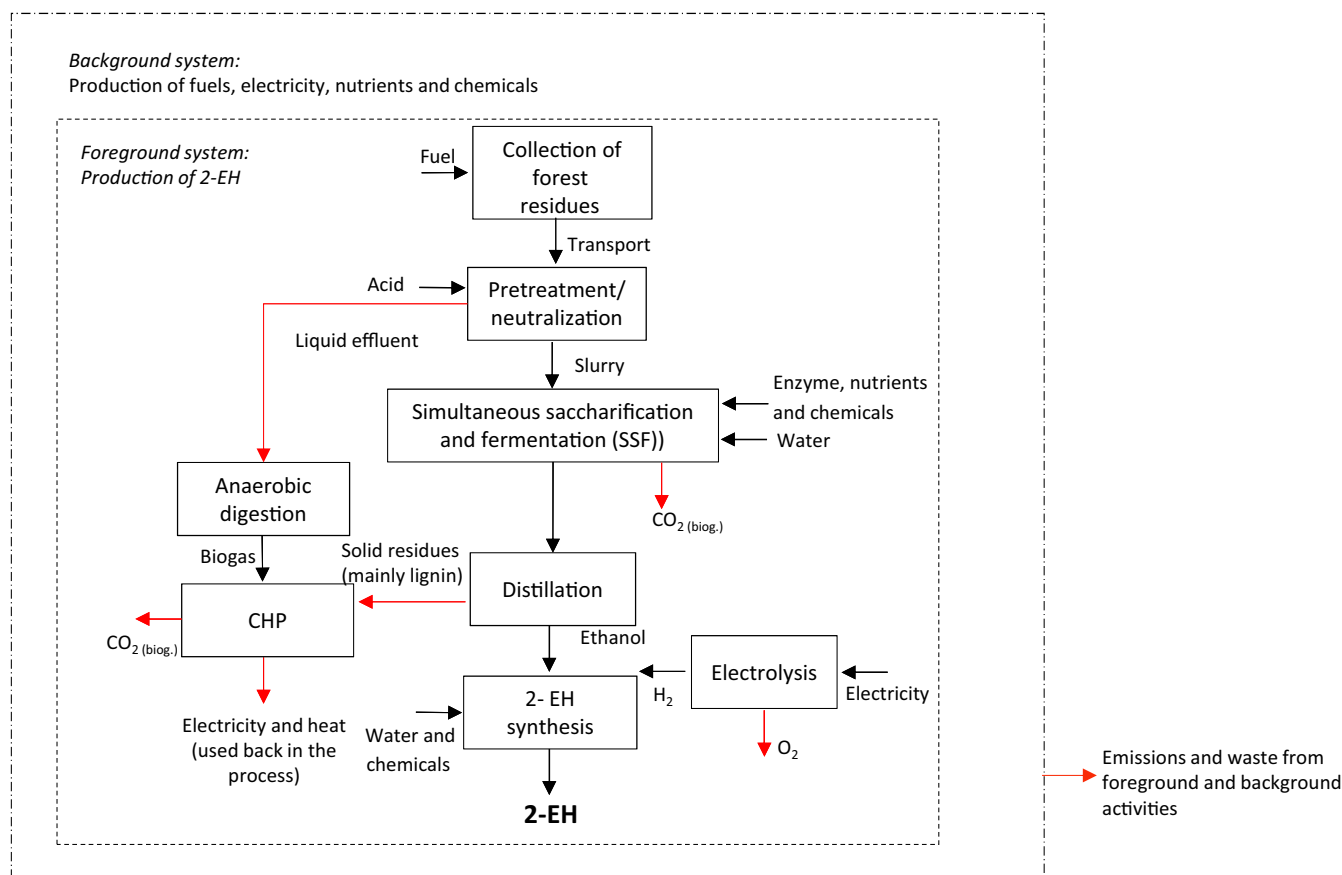 Background system:
Production of fuels, electricity, nutrients and chemicals
Foreground system:
Production of 2-EH
Fuel
Collection of
forest
residues
Transport
Acid
Pretreatment/
neutralization
Liquid effluent
Slurry
Simultaneous saccharification
and fermentation (SSF))
Enzyme, nutrients
and chemicals
Water
Anaerobic
digestion
CO2 (biog.)
Biogas
Solid residues
(mainly lignin)
Distillation
CHP
CO2 (biog.)
Ethanol
Electrolysis
H2
Electricity
2- EH
synthesis
Electricity and heat
(used back in the
process)
Water and
chemicals
O2
2-EH
Emissions and waste from
foreground and background
activities